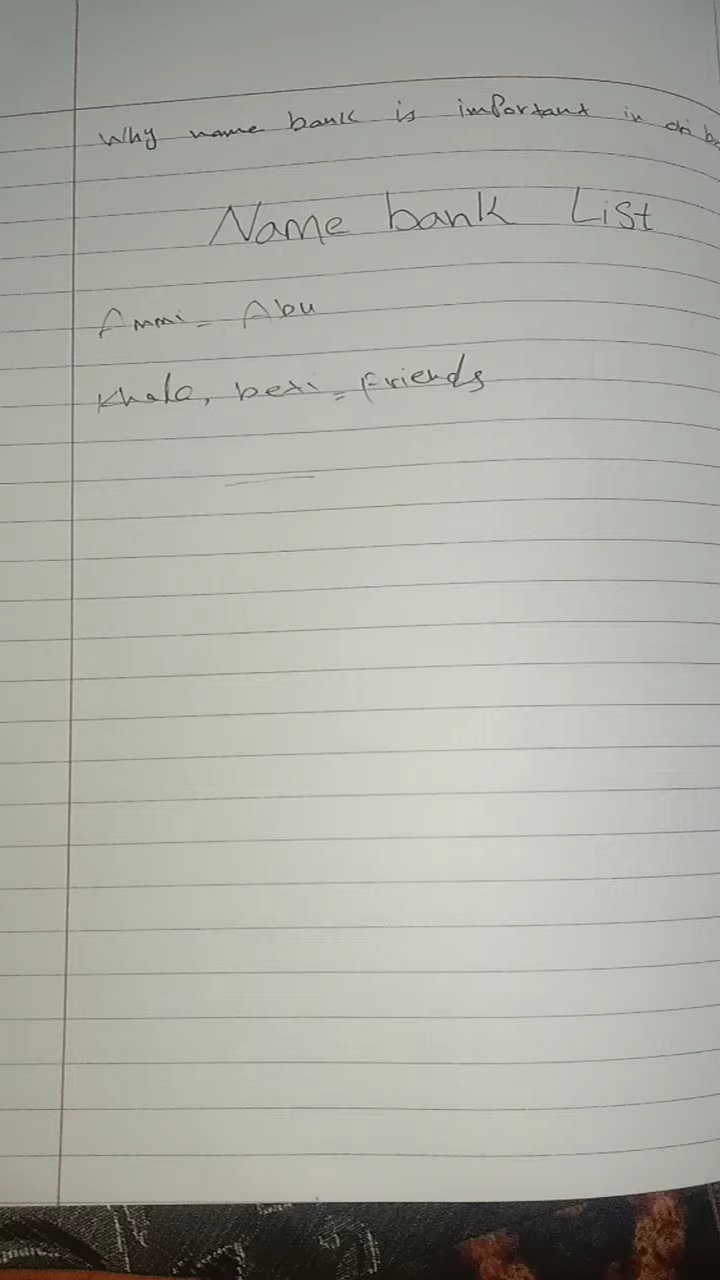 Why name bank is important in
Name bank List
Ammi - Abu
Khala, beti = friends